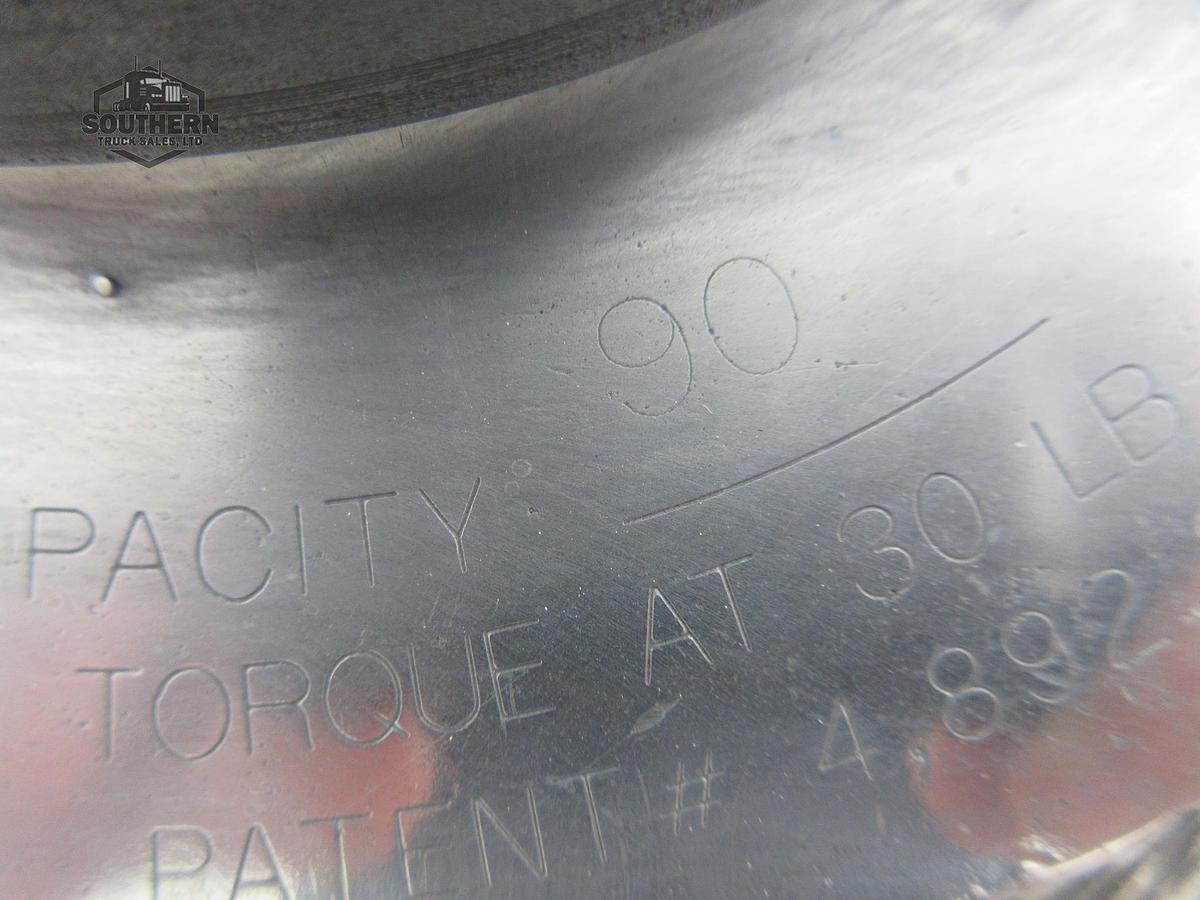 SOUTHERN
TRUCK SALES, LTD
PACITY 90
TORQUE AT 30 LB
PATENT# 4 892